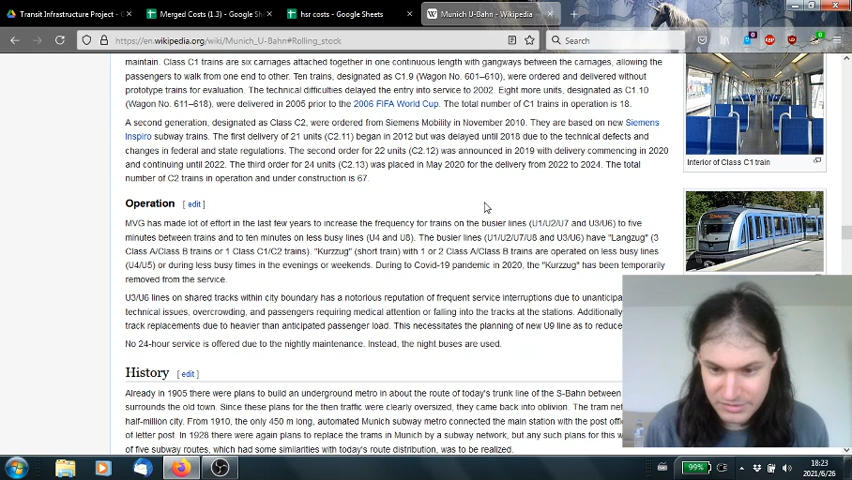 Transit Infrastructure Project - G
Merged Costs (1.3) - Google Sh
hsr costs - Google Sheets
Munich U-Bahn - Wikipedia
https://en.wikipedia.org/wiki/Munich_U-Bahn#Rolling_stock
Search
maintain. Class C1 trains are six carriages attached together in one continuous length with gangways between the carriages, allowing the
passengers to walk from one end to other. Ten trains, designated as C1.9 (Wagon No. 601–610), were ordered and delivered without
prototype trains for evaluation. The technical difficulties delayed the entry into service to 2002. Eight more units, designated as C1.10
(Wagon No. 611–618), were delivered in 2005 prior to the 2006 FIFA World Cup. The total number of C1 trains in operation is 18.
A second generation, designated as Class C2, were ordered from Siemens Mobility in November 2010. They are based on new Siemens
Inspiro subway trains. The first delivery of 21 units (C2.11) began in 2012 but was delayed until 2018 due to the technical defects and
changes in federal and state regulations. The second order for 22 units (C2.12) was announced in 2019 with delivery commencing in 2020
and continuing until 2022. The third order for 24 units (C2.13) was placed in May 2020 for the delivery from 2022 to 2024. The total
number of C2 trains in operation and under construction is 67.
Interior of Class C1 train
Operation [ edit ]
MVG has made lot of effort in the last few years to increase the frequency for trains on the busier lines (U1/U2/U7 and U3/U6) to five
minutes between trains and to ten minutes on less busy lines (U4 and U8). The busier lines (U1/U2/U7/U8 and U3/U6) have "Langzug" (3
Class A/Class B trains or 1 Class C1/C2 trains). "Kurzzug" (short train) with 1 or 2 Class A/Class B trains are operated on less busy lines
(U4/U5) or during less busy times in the evenings or weekends. During to Covid-19 pandemic in 2020, the "Kurzzug" has been temporarily
removed from the service.
U3/U6 lines on shared tracks within city boundary has a notorious reputation of frequent service interruptions due to unanticipa
technical issues, overcrowding, and passengers requiring medical attention or falling into the tracks at the stations. Additionally
track replacements due to heavier than anticipated passenger load. This necessitates the planning of new U9 line as to reduce
No 24-hour service is offered due to the nightly maintenance. Instead, the night buses are used.
History [ edit ]
Already in 1905 there were plans to build an underground metro in about the route of today's trunk line of the S-Bahn between
surrounds the old town. Since these plans for the then traffic were clearly oversized, they came back into oblivion. The tram net
half-million city. From 1910, the only 450 m long, automated Munich subway metro connected the main station with the post offi
of letter post. In 1928 there were again plans to replace the trams in Munich by a subway network, but any such plans for this w
of five subway routes, which had some similarities with today's route distribution, was to be realized.
99%
18:23
2021/6/26